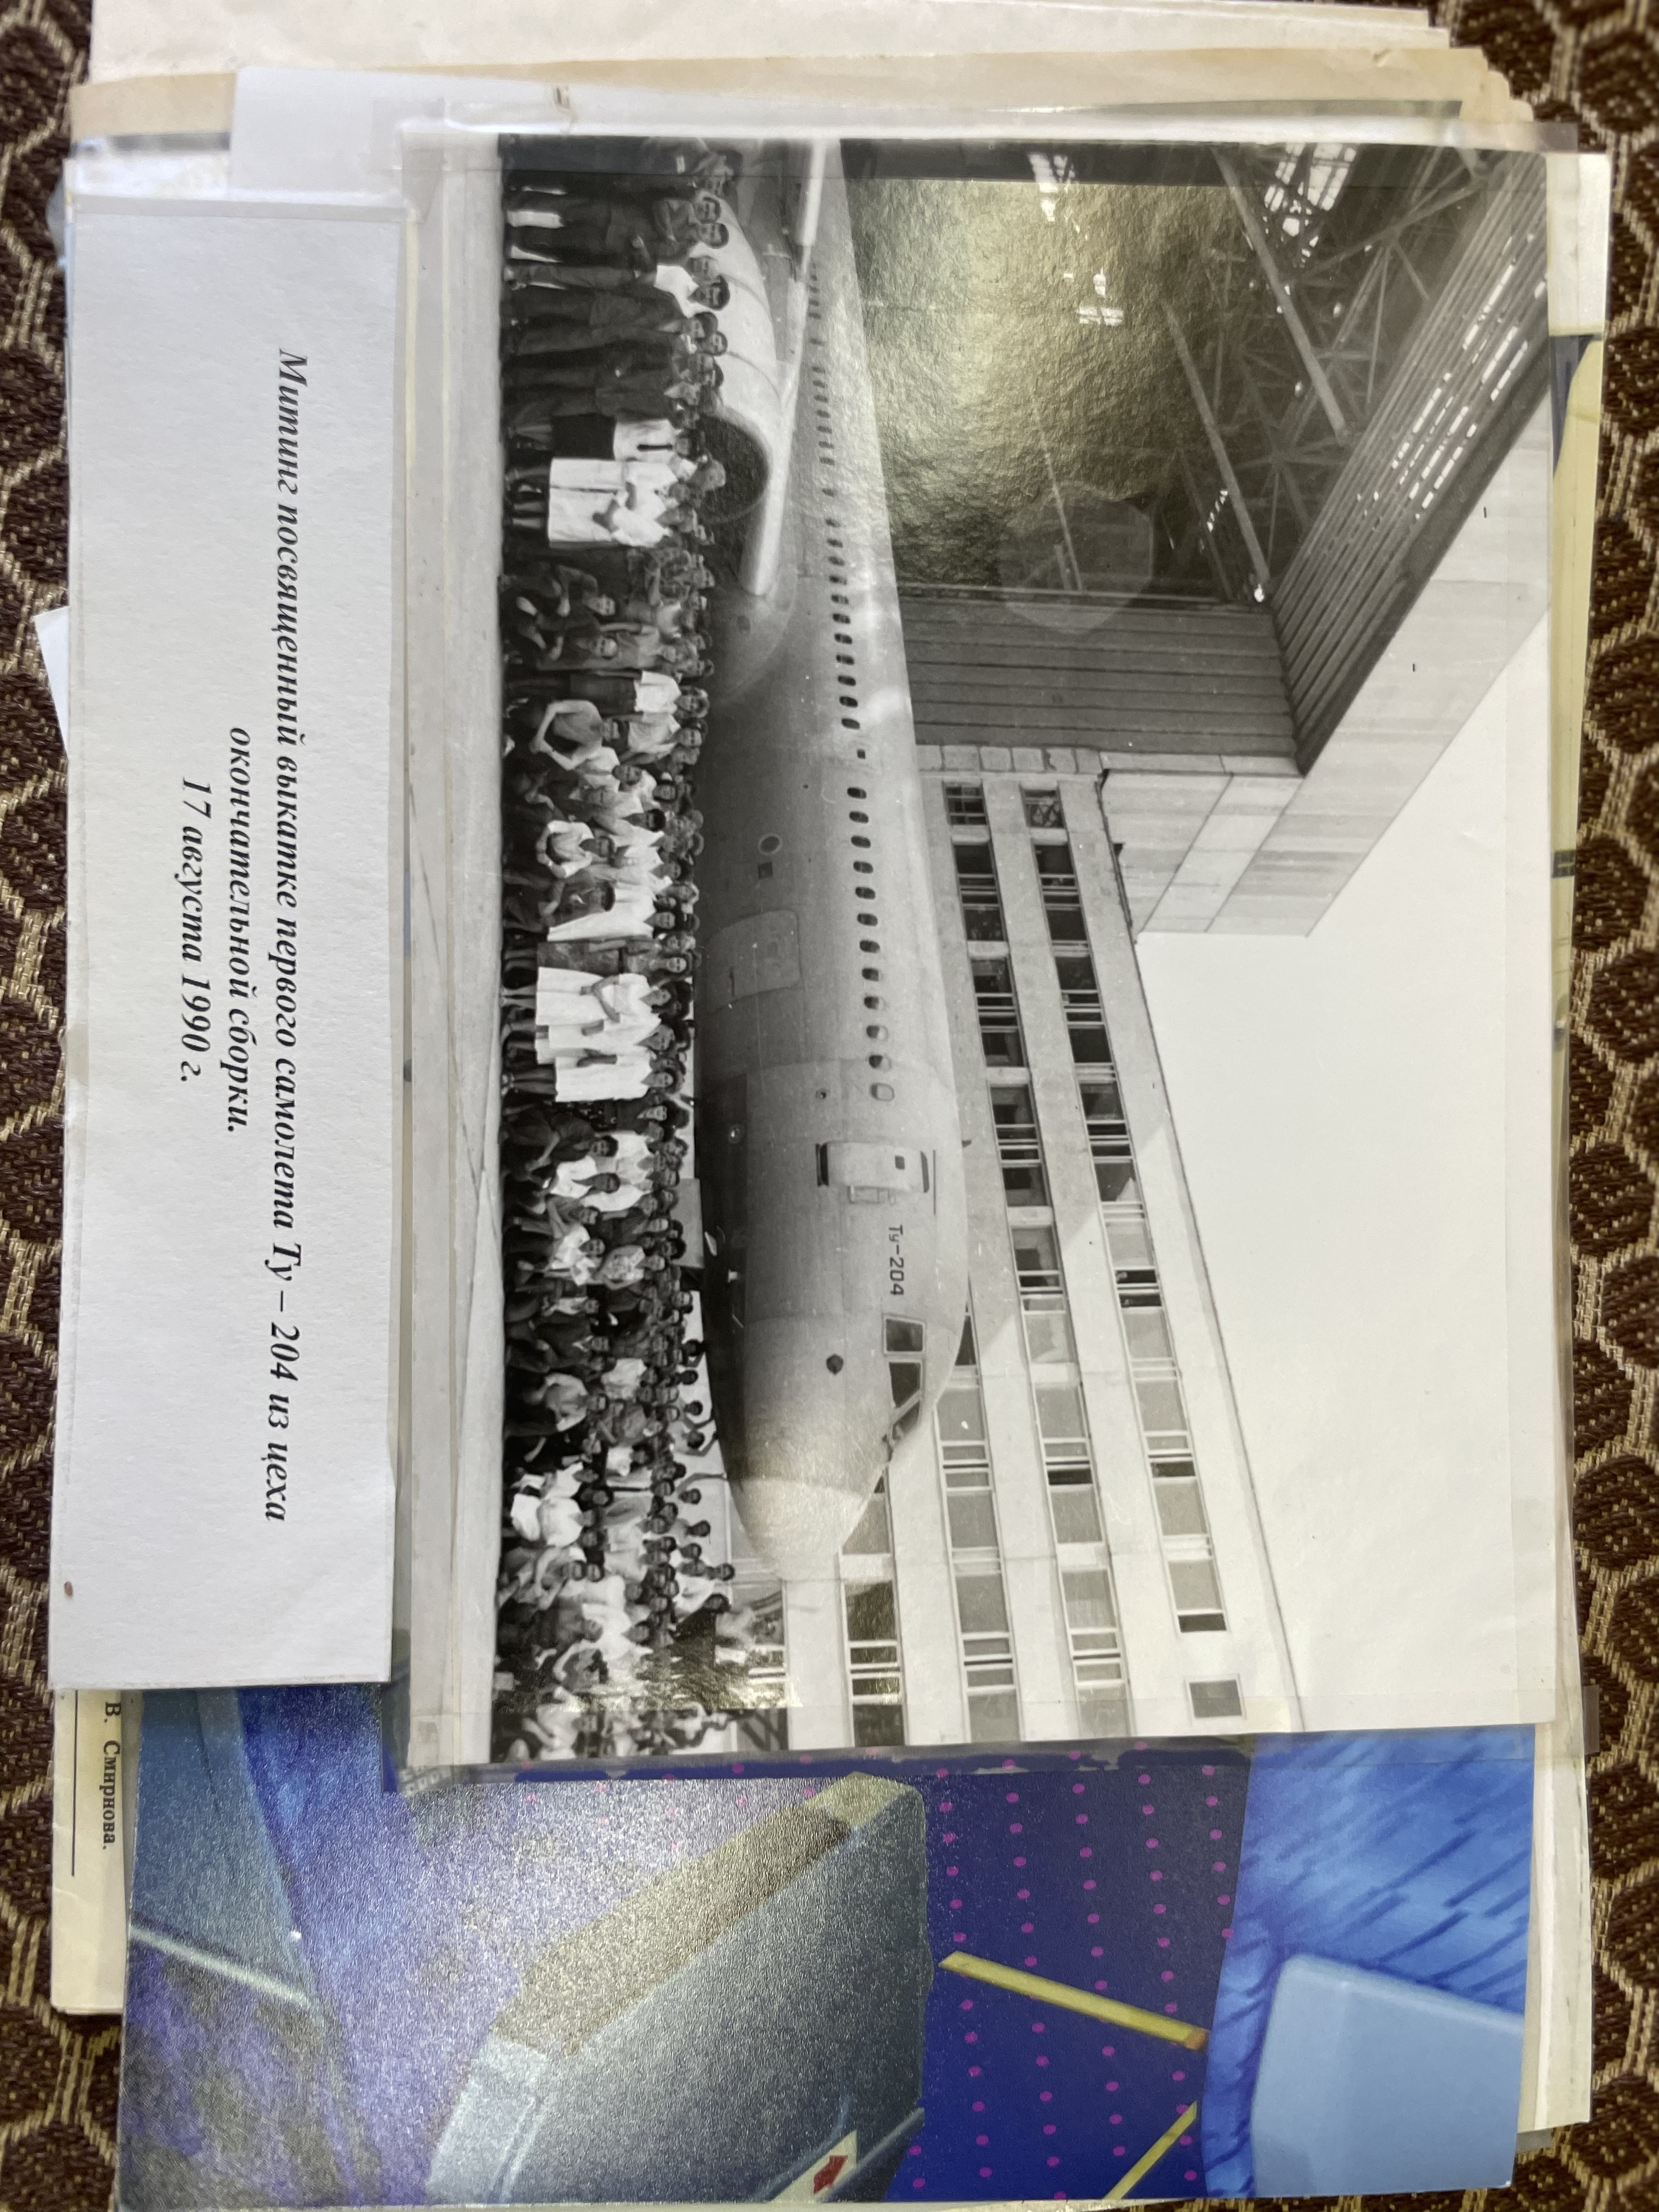 Ту-204
Митинг посвященный выкатке первого самолета Ту – 204 из цеха
окончательной сборки.
17 августа 1990 г.
В. Смирнова.